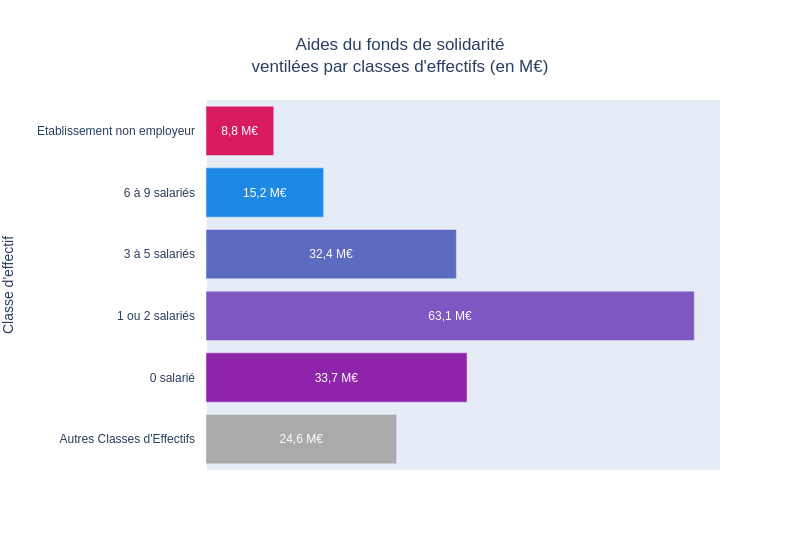 Aides du fonds de solidarité
ventilées par classes d'effectifs (en M€)
Classe d'effectif
Etablissement non employeur
8,8 M€
6 à 9 salariés
15,2 M€
3 à 5 salariés
32,4 M€
1 ou 2 salariés
63,1 M€
0 salarié
33,7 M€
Autres Classes d'Effectifs
24,6 M€